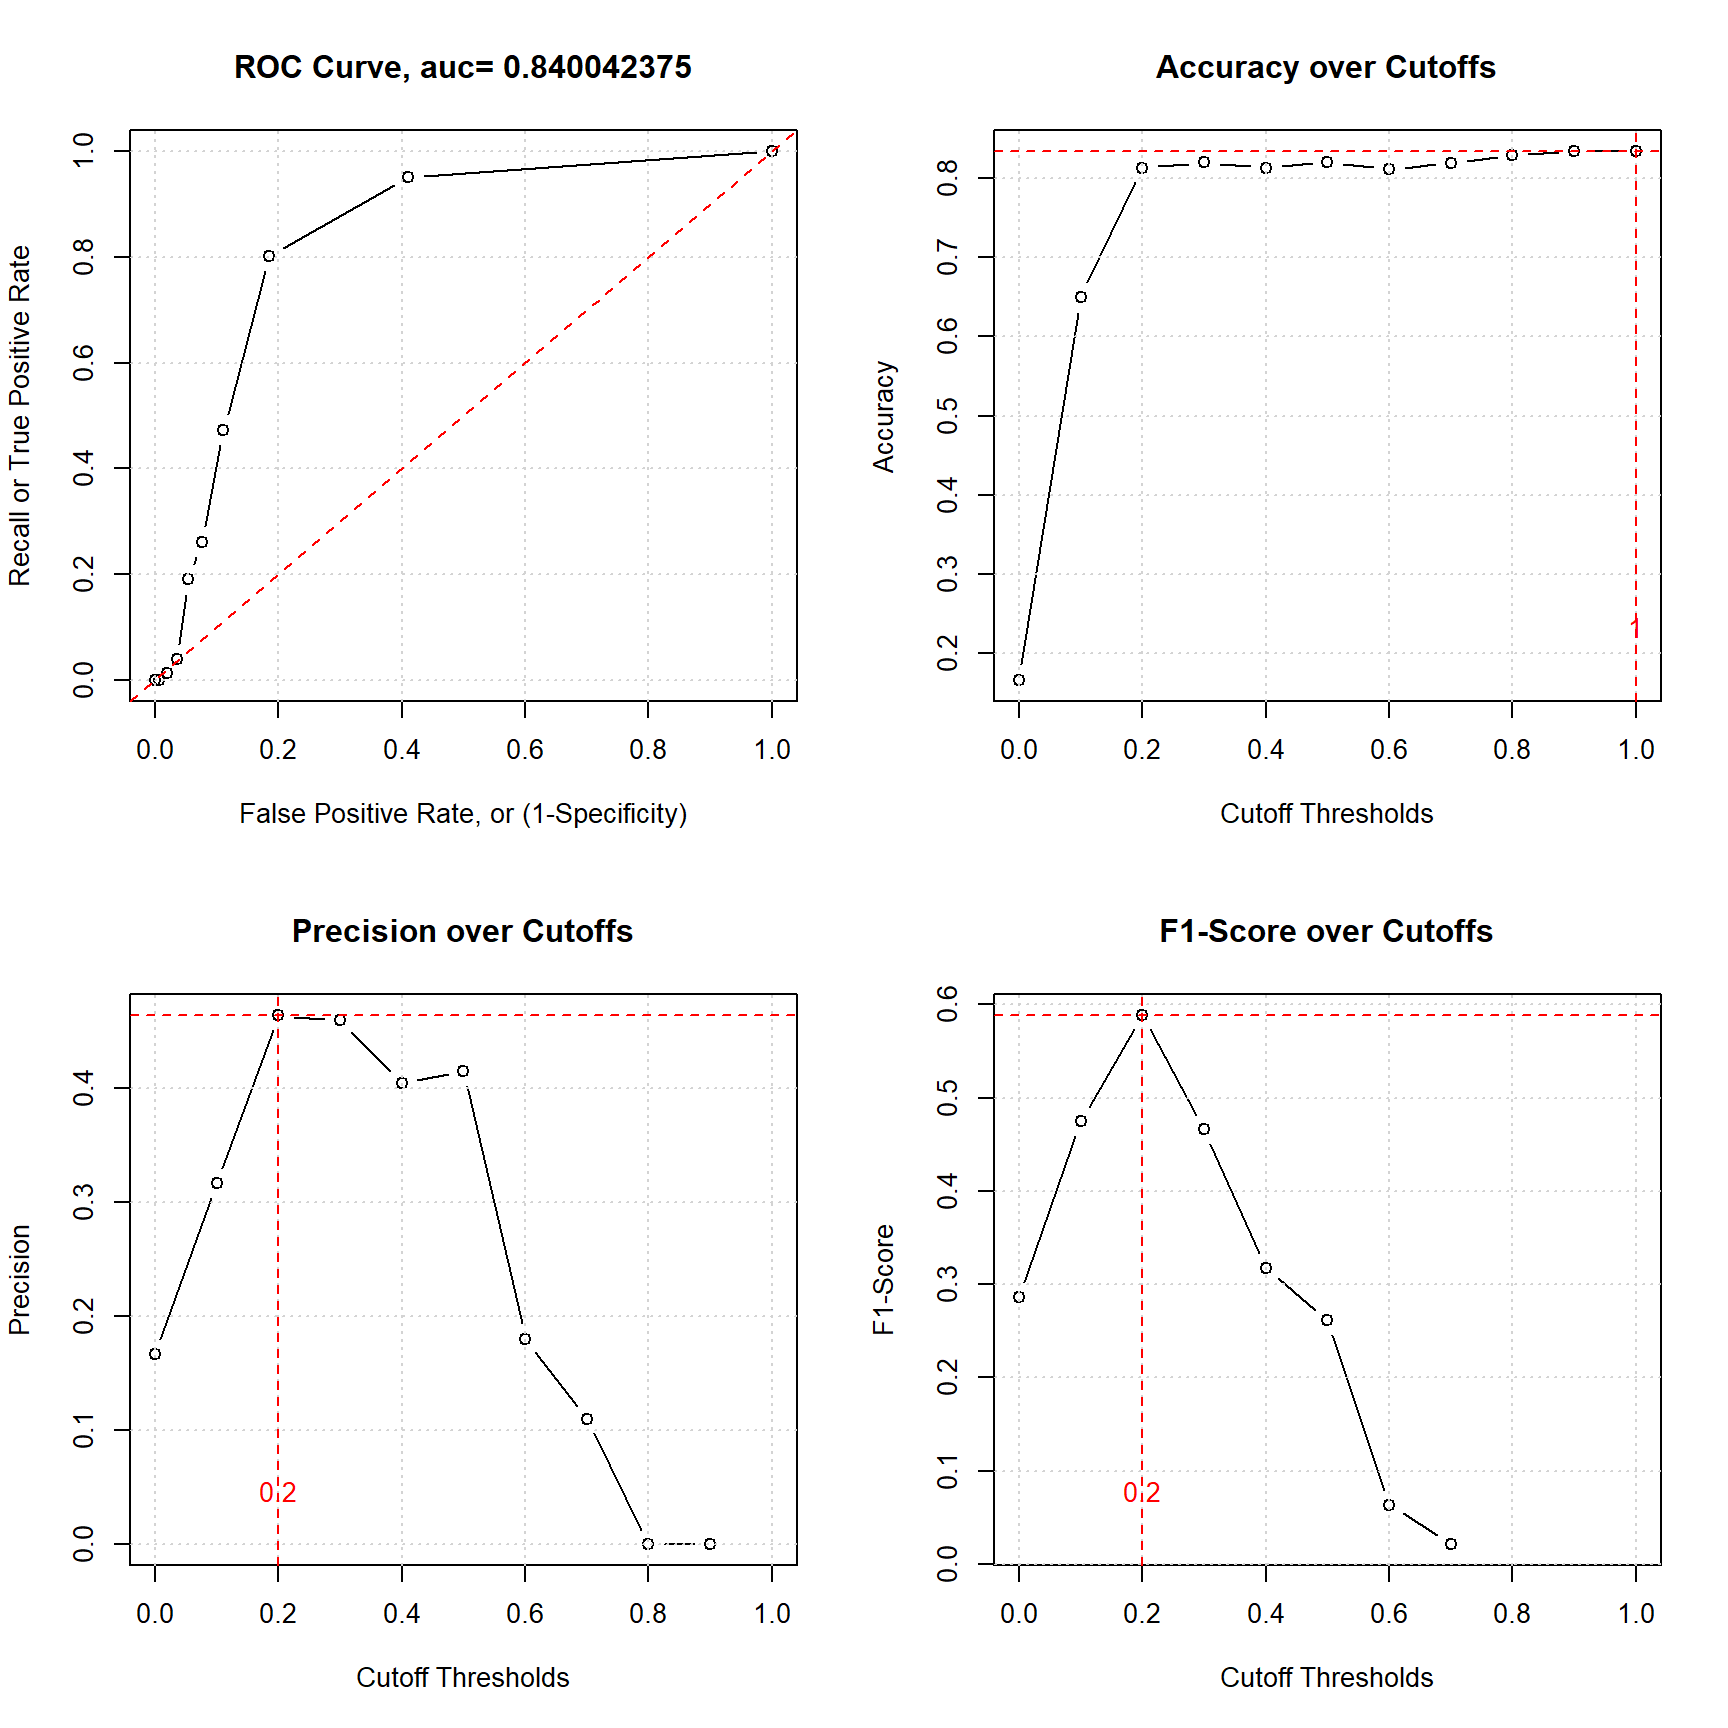 ROC Curve, auc= 0.840042375
Recall or True Positive Rate
1.0
0.8
0.6
0.4
0.2
0.0
0.0 0.2 0.4 0.6 0.8 1.0
False Positive Rate, or (1-Specificity)
Accuracy over Cutoffs
Accuracy
0.8
0.7
0.6
0.5
0.4
0.3
0.2
1
0.0 0.2 0.4 0.6 0.8 1.0
Cutoff Thresholds
Precision over Cutoffs
Precision
0.4
0.3
0.2
0.1
0.0
0.2
0.0 0.2 0.4 0.6 0.8 1.0
Cutoff Thresholds
F1-Score over Cutoffs
F1-Score
0.6
0.5
0.4
0.3
0.2
0.1
0.0
0.2
0.0 0.2 0.4 0.6 0.8 1.0
Cutoff Thresholds